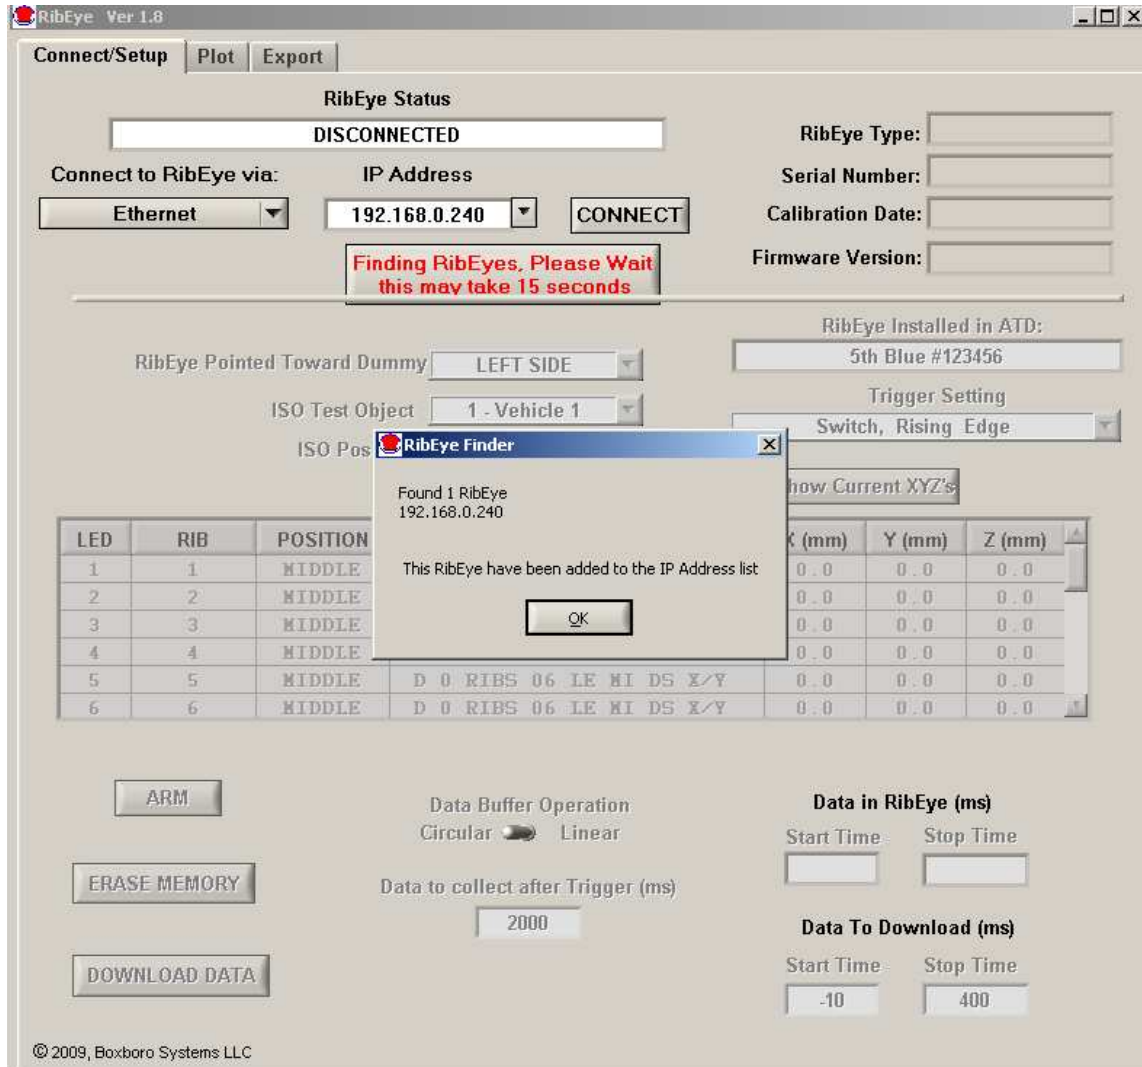 RibEye Ver 1.8
Connect/Setup Plot Export
RibEye Status
DISCONNECTED
Connect to RibEye via:
Ethernet
IP Address
192.168.0.240
CONNECT
Finding RibEyes, Please Wait
this may take 15 seconds
RibEye Type:
Serial Number:
Calibration Date:
Firmware Version:
RibEye Pointed Toward Dummy LEFT SIDE
ISO Test Object 1 - Vehicle 1
ISO Pos
RibEye Installed in ATD:
5th Blue #123456
Trigger Setting
Switch, Rising Edge
how Current XYZ's
RibEye Finder
Found 1 RibEye
192.168.0.240
This RibEye have been added to the IP Address list
OK
LED RIB POSITION (mm) Y (mm) Z (mm)
1 1 MIDDLE 0.0 0.0 0.0
2 2 MIDDLE 0.0 0.0 0.0
3 3 MIDDLE 0.0 0.0 0.0
4 4 MIDDLE 0.0 0.0 0.0
5 5 MIDDLE D 0 RIBS 06 LE MI DS X/Y 0.0 0.0 0.0
6 6 MIDDLE D 0 RIBS 06 LE MI DS X/Y 0.0 0.0 0.0
ARM
ERASE MEMORY
DOWNLOAD DATA
Data Buffer Operation
Circular Linear
Data to collect after Trigger (ms)
2000
Data in RibEye (ms)
Start Time Stop Time
Data To Download (ms)
Start Time Stop Time
-10 400
© 2009, Boxboro Systems LLC